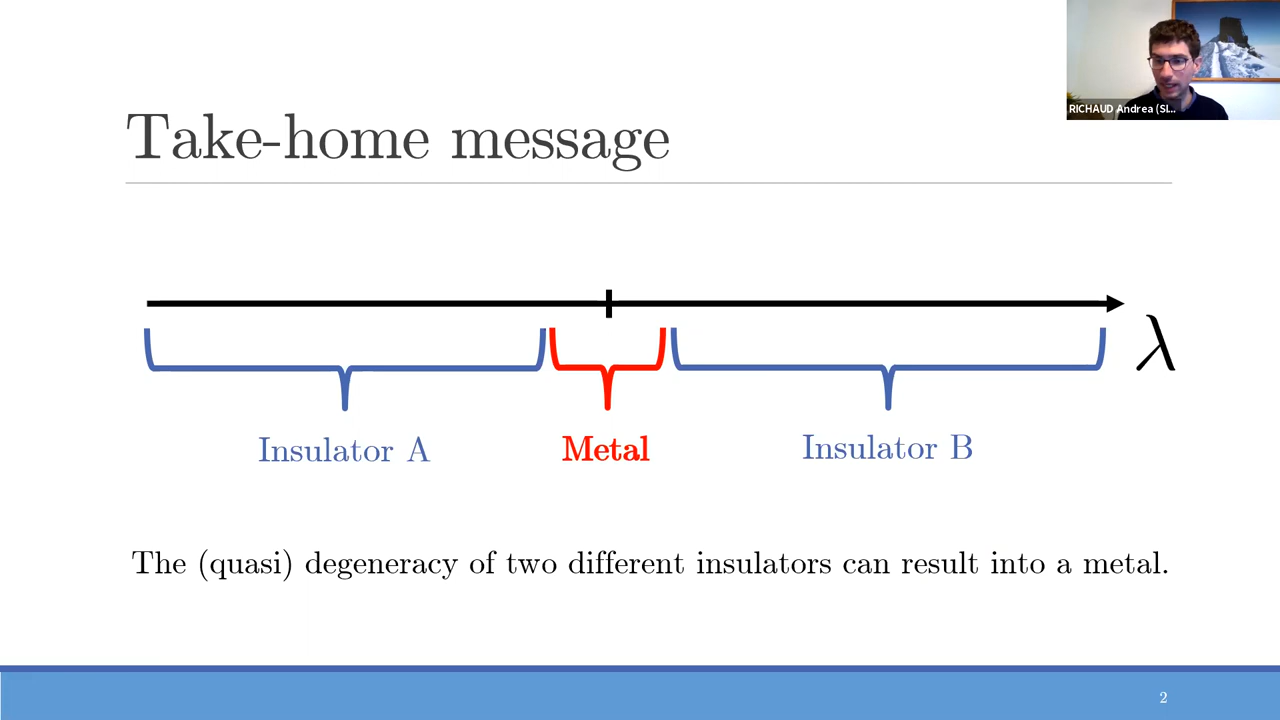 RICHAUD Andrea (SI...
Take-home message
λ
Insulator A
Metal
Insulator B
The (quasi) degeneracy of two different insulators can result into a metal.
2